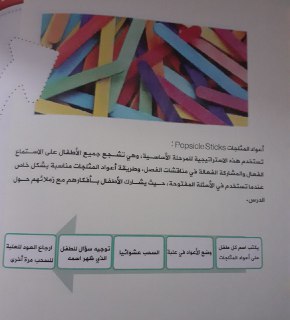 أعواد المثلجات Popsicle Sticks :
تستخدم هذه الاستراتيجية للمرحلة الأساسية، وهي تشجع جميع الأطفال على الاستماع
الفعال والمشاركة الفعالة في مناقشات الفصل، وطريقة أعواد المثلجات مناسبة بشكل خاص
عندما تستخدم في الأسئلة المفتوحة، حيث يشارك الأطفال بأفكارهم مع زملائهم حول
الدرس.
يكتب اسم كل طفل
على أعواد المثلجات
وضع الأعواد في علبة
السحب عشوائيا
توجيه سؤال للطفل
الذي ظهر اسمه
ارجاع العود للعلبة
للسحب مرة أخرى